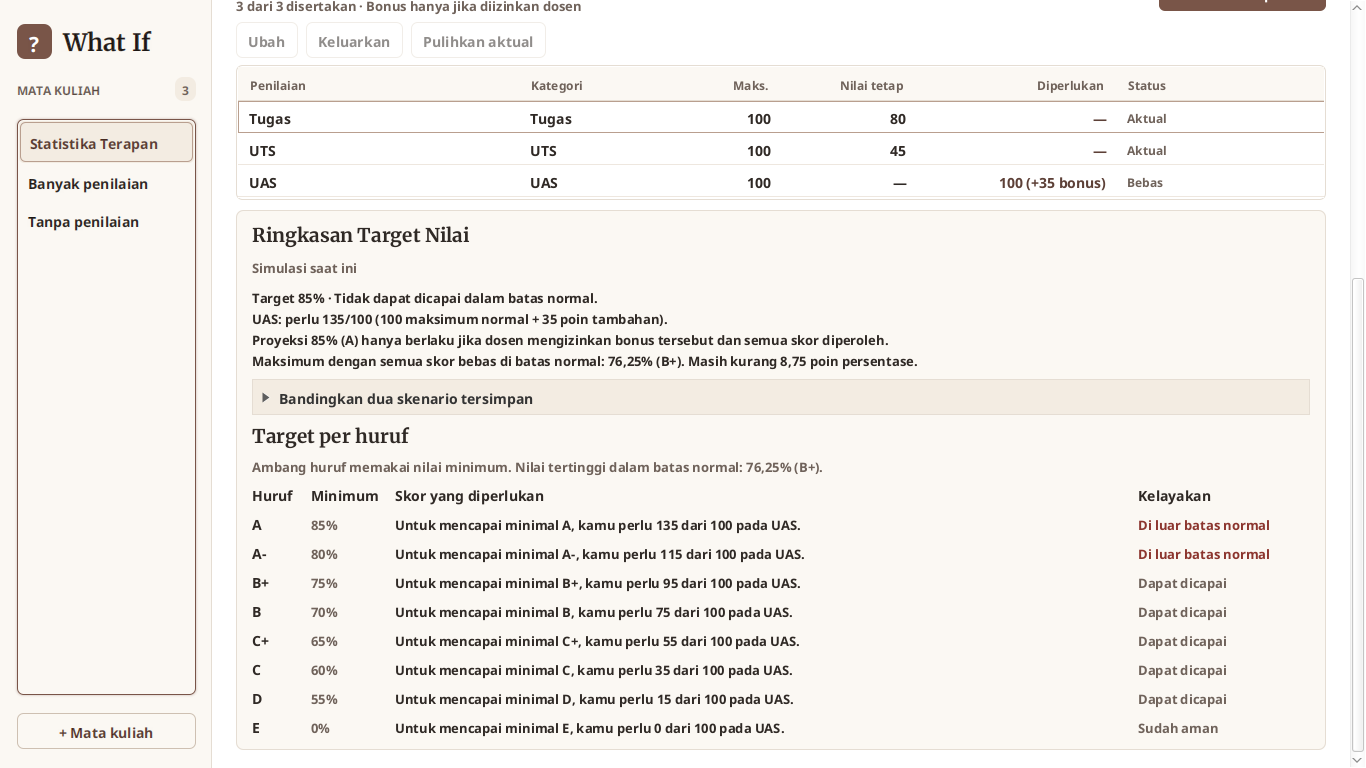 ? What If
MATA KULIAH 3
Statistika Terapan
Banyak penilaian
Tanpa penilaian
+ Mata kuliah
3 dari 3 disertakan · Bonus hanya jika diizinkan dosen
Ubah Keluarkan Pulihkan aktual
Penilaian Kategori Maks. Nilai tetap Diperlukan Status
Tugas Tugas 100 80 — Aktual
UTS UTS 100 45 — Aktual
UAS UAS 100 — 100 (+35 bonus) Bebas
Ringkasan Target Nilai
Simulasi saat ini
Target 85% · Tidak dapat dicapai dalam batas normal.
UAS: perlu 135/100 (100 maksimum normal + 35 poin tambahan).
Proyeksi 85% (A) hanya berlaku jika dosen mengizinkan bonus tersebut dan semua skor diperoleh.
Maksimum dengan semua skor bebas di batas normal: 76,25% (B+). Masih kurang 8,75 poin persentase.
Bandingkan dua skenario tersimpan
Target per huruf
Ambang huruf memakai nilai minimum. Nilai tertinggi dalam batas normal: 76,25% (B+).
Huruf Minimum Skor yang diperlukan Kelayakan
A 85% Untuk mencapai minimal A, kamu perlu 135 dari 100 pada UAS. Di luar batas normal
A- 80% Untuk mencapai minimal A-, kamu perlu 115 dari 100 pada UAS. Di luar batas normal
B+ 75% Untuk mencapai minimal B+, kamu perlu 95 dari 100 pada UAS. Dapat dicapai
B 70% Untuk mencapai minimal B, kamu perlu 75 dari 100 pada UAS. Dapat dicapai
C+ 65% Untuk mencapai minimal C+, kamu perlu 55 dari 100 pada UAS. Dapat dicapai
C 60% Untuk mencapai minimal C, kamu perlu 35 dari 100 pada UAS. Dapat dicapai
D 55% Untuk mencapai minimal D, kamu perlu 15 dari 100 pada UAS. Dapat dicapai
E 0% Untuk mencapai minimal E, kamu perlu 0 dari 100 pada UAS. Sudah aman